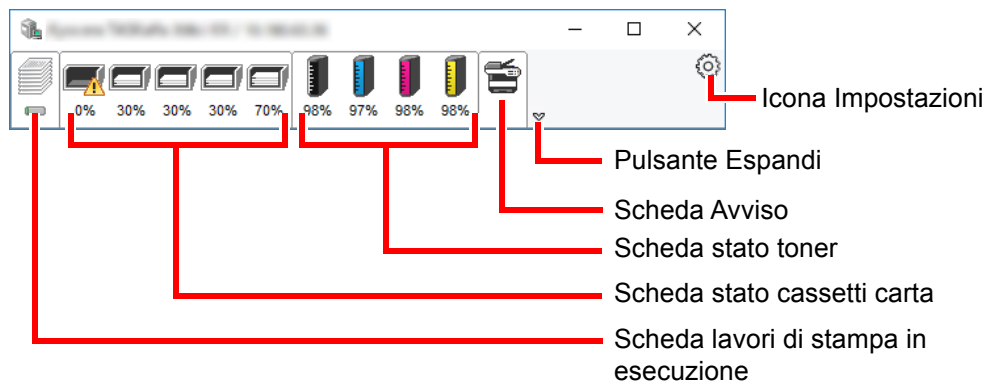 0% 30% 30% 30% 70% 98% 97% 98% 98%
Icona Impostazioni
Pulsante Espandi
Scheda Avviso
Scheda stato toner
Scheda stato cassetti carta
Scheda lavori di stampa in
esecuzione